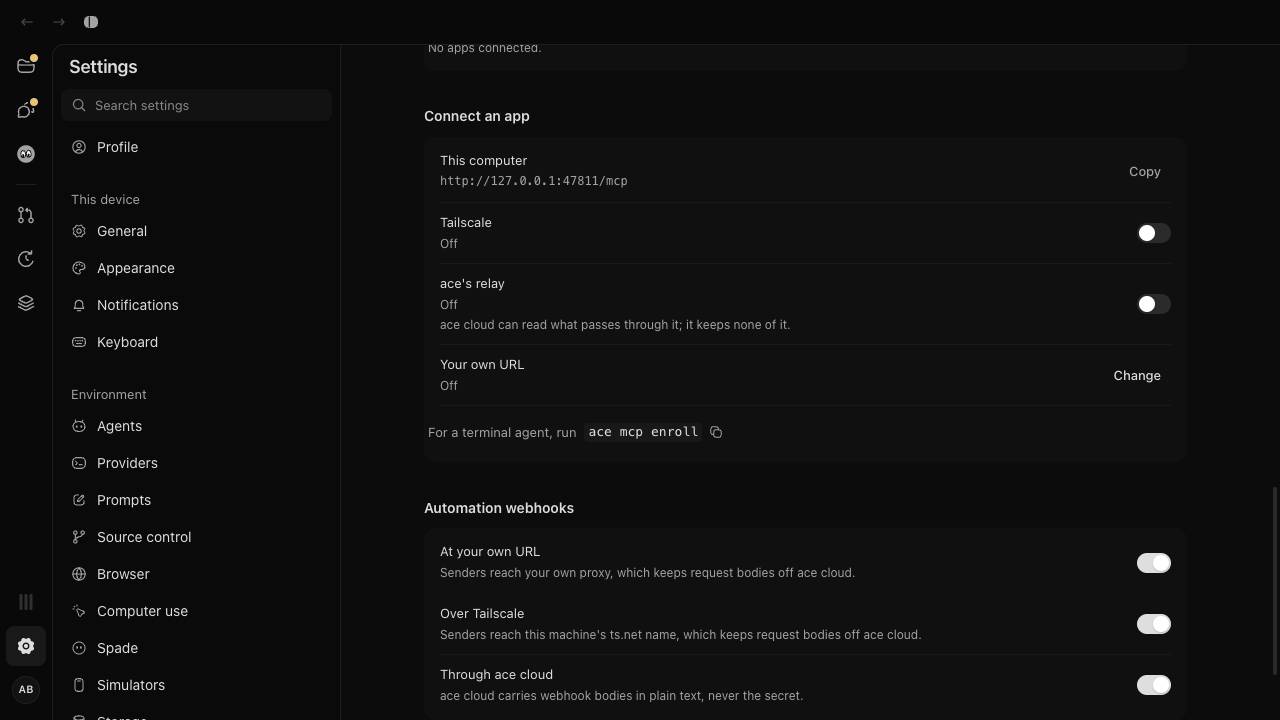 No apps connected.
Settings
Search settings
Profile
This device
General
Appearance
Notifications
Keyboard
Environment
Agents
Providers
Prompts
Source control
Browser
Computer use
Spade
Simulators
AB
Connect an app
This computer
http://127.0.0.1:47811/mcp
Copy
Tailscale
Off
ace's relay
Off
ace cloud can read what passes through it; it keeps none of it.
Your own URL
Off
Change
For a terminal agent, run ace mcp enroll
Automation webhooks
At your own URL
Senders reach your own proxy, which keeps request bodies off ace cloud.
Over Tailscale
Senders reach this machine's ts.net name, which keeps request bodies off ace cloud.
Through ace cloud
ace cloud carries webhook bodies in plain text, never the secret.